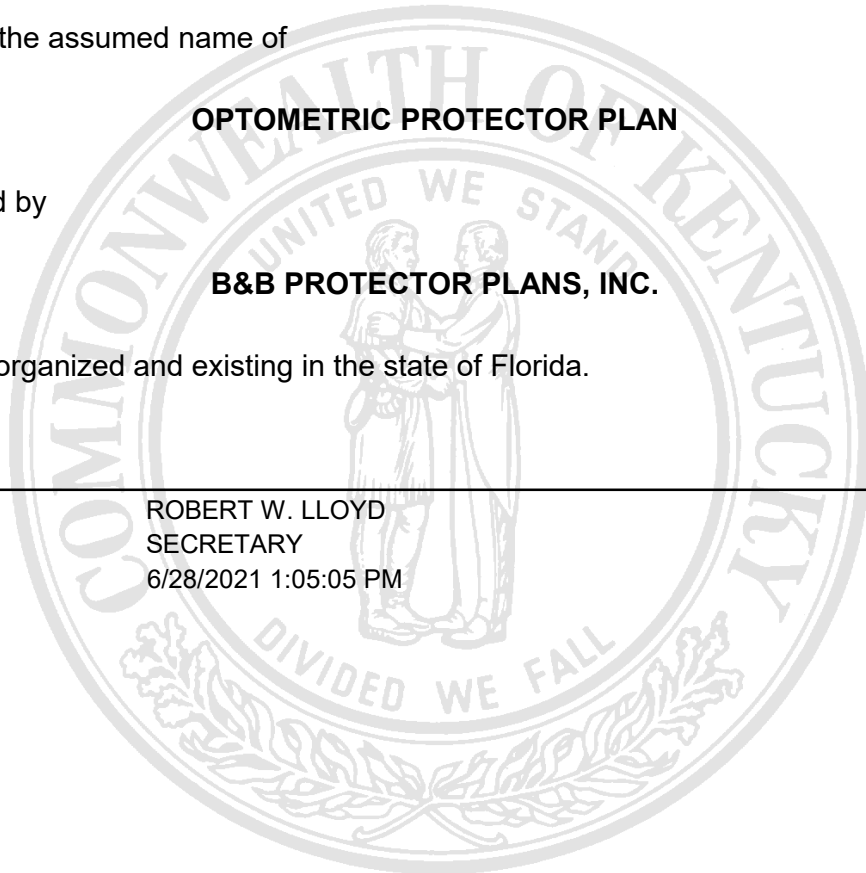 the assumed name of
OPTOMETRIC PROTECTOR PLAN
d by
B&B PROTECTOR PLANS, INC.
organized and existing in the state of Florida.
ROBERT W. LLOYD
SECRETARY
6/28/2021 1:05:05 PM
COMMONWEALTH OF KENTUCKY
UNITED WE STAND
DIVIDED WE FALL